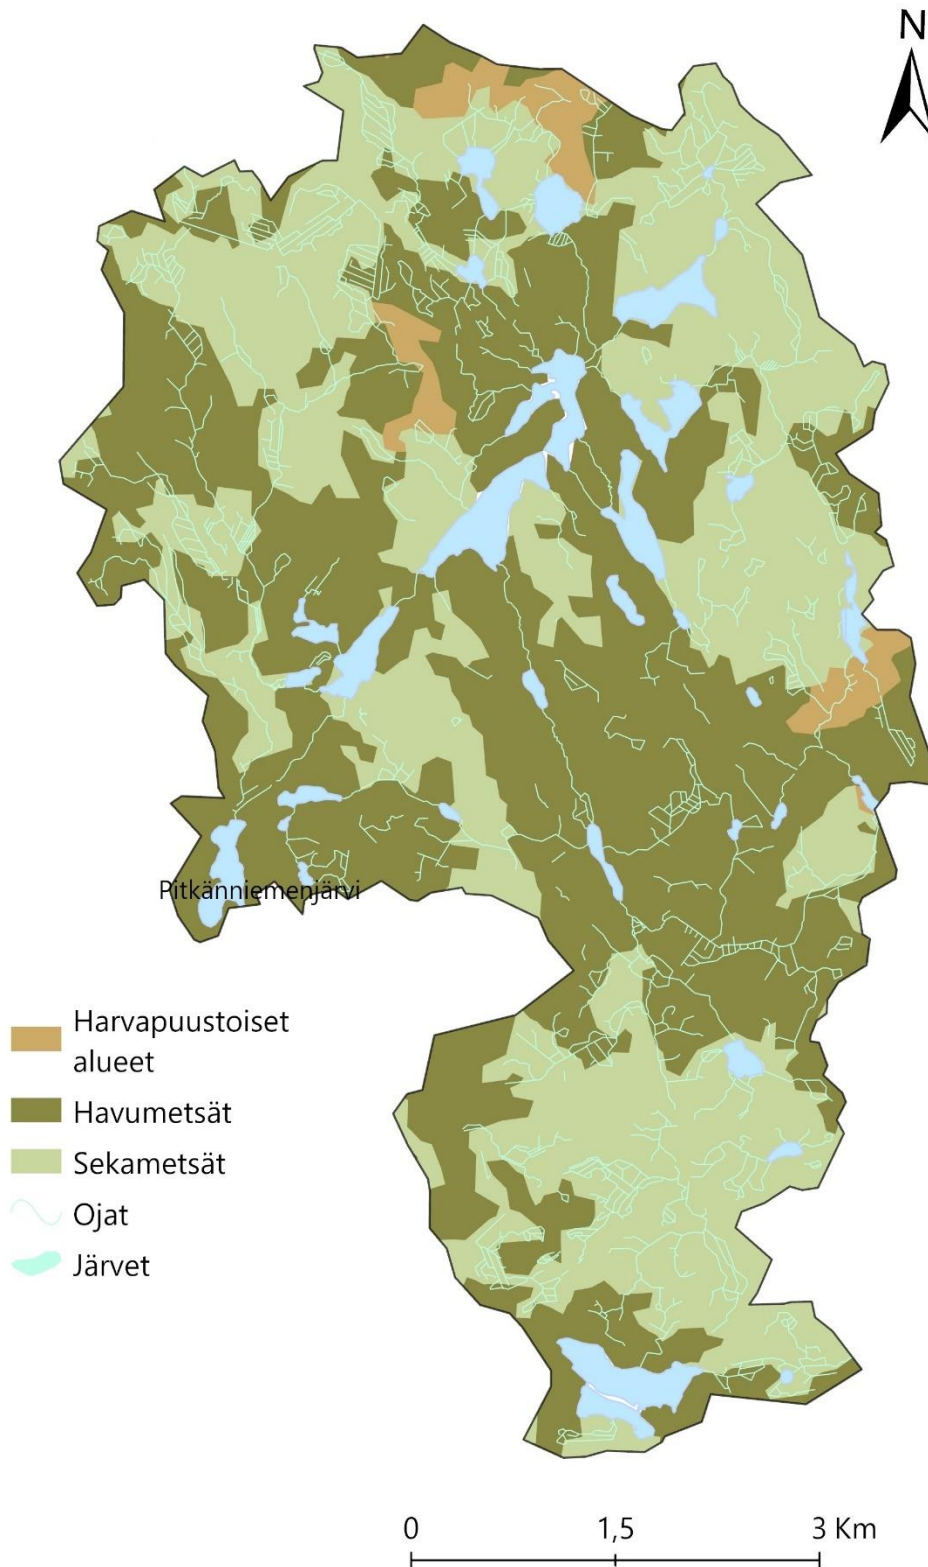 N
Pitkänniemenjärvi
Harvapuustoiset
alueet
Havumetsät
Sekametsät
Ojat
Järvet
0 1,5 3 Km